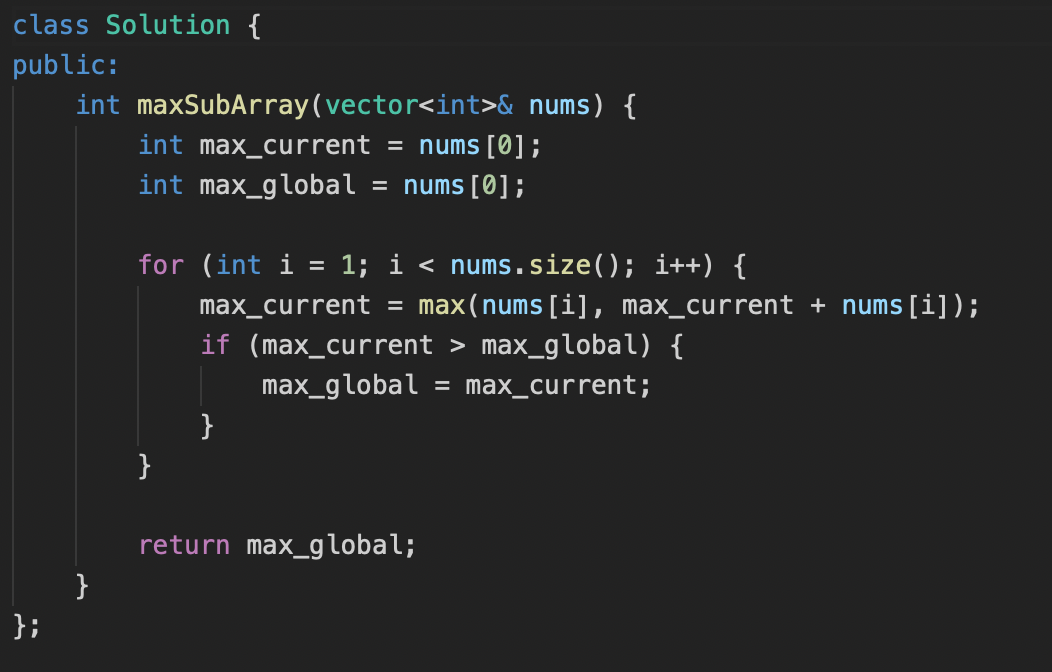 class Solution {
public:
    int maxSubArray(vector<int>& nums) {
        int max_current = nums[0];
        int max_global = nums[0];

        for (int i = 1; i < nums.size(); i++) {
            max_current = max(nums[i], max_current + nums[i]);
            if (max_current > max_global) {
                max_global = max_current;
            }
        }

        return max_global;
    }
};